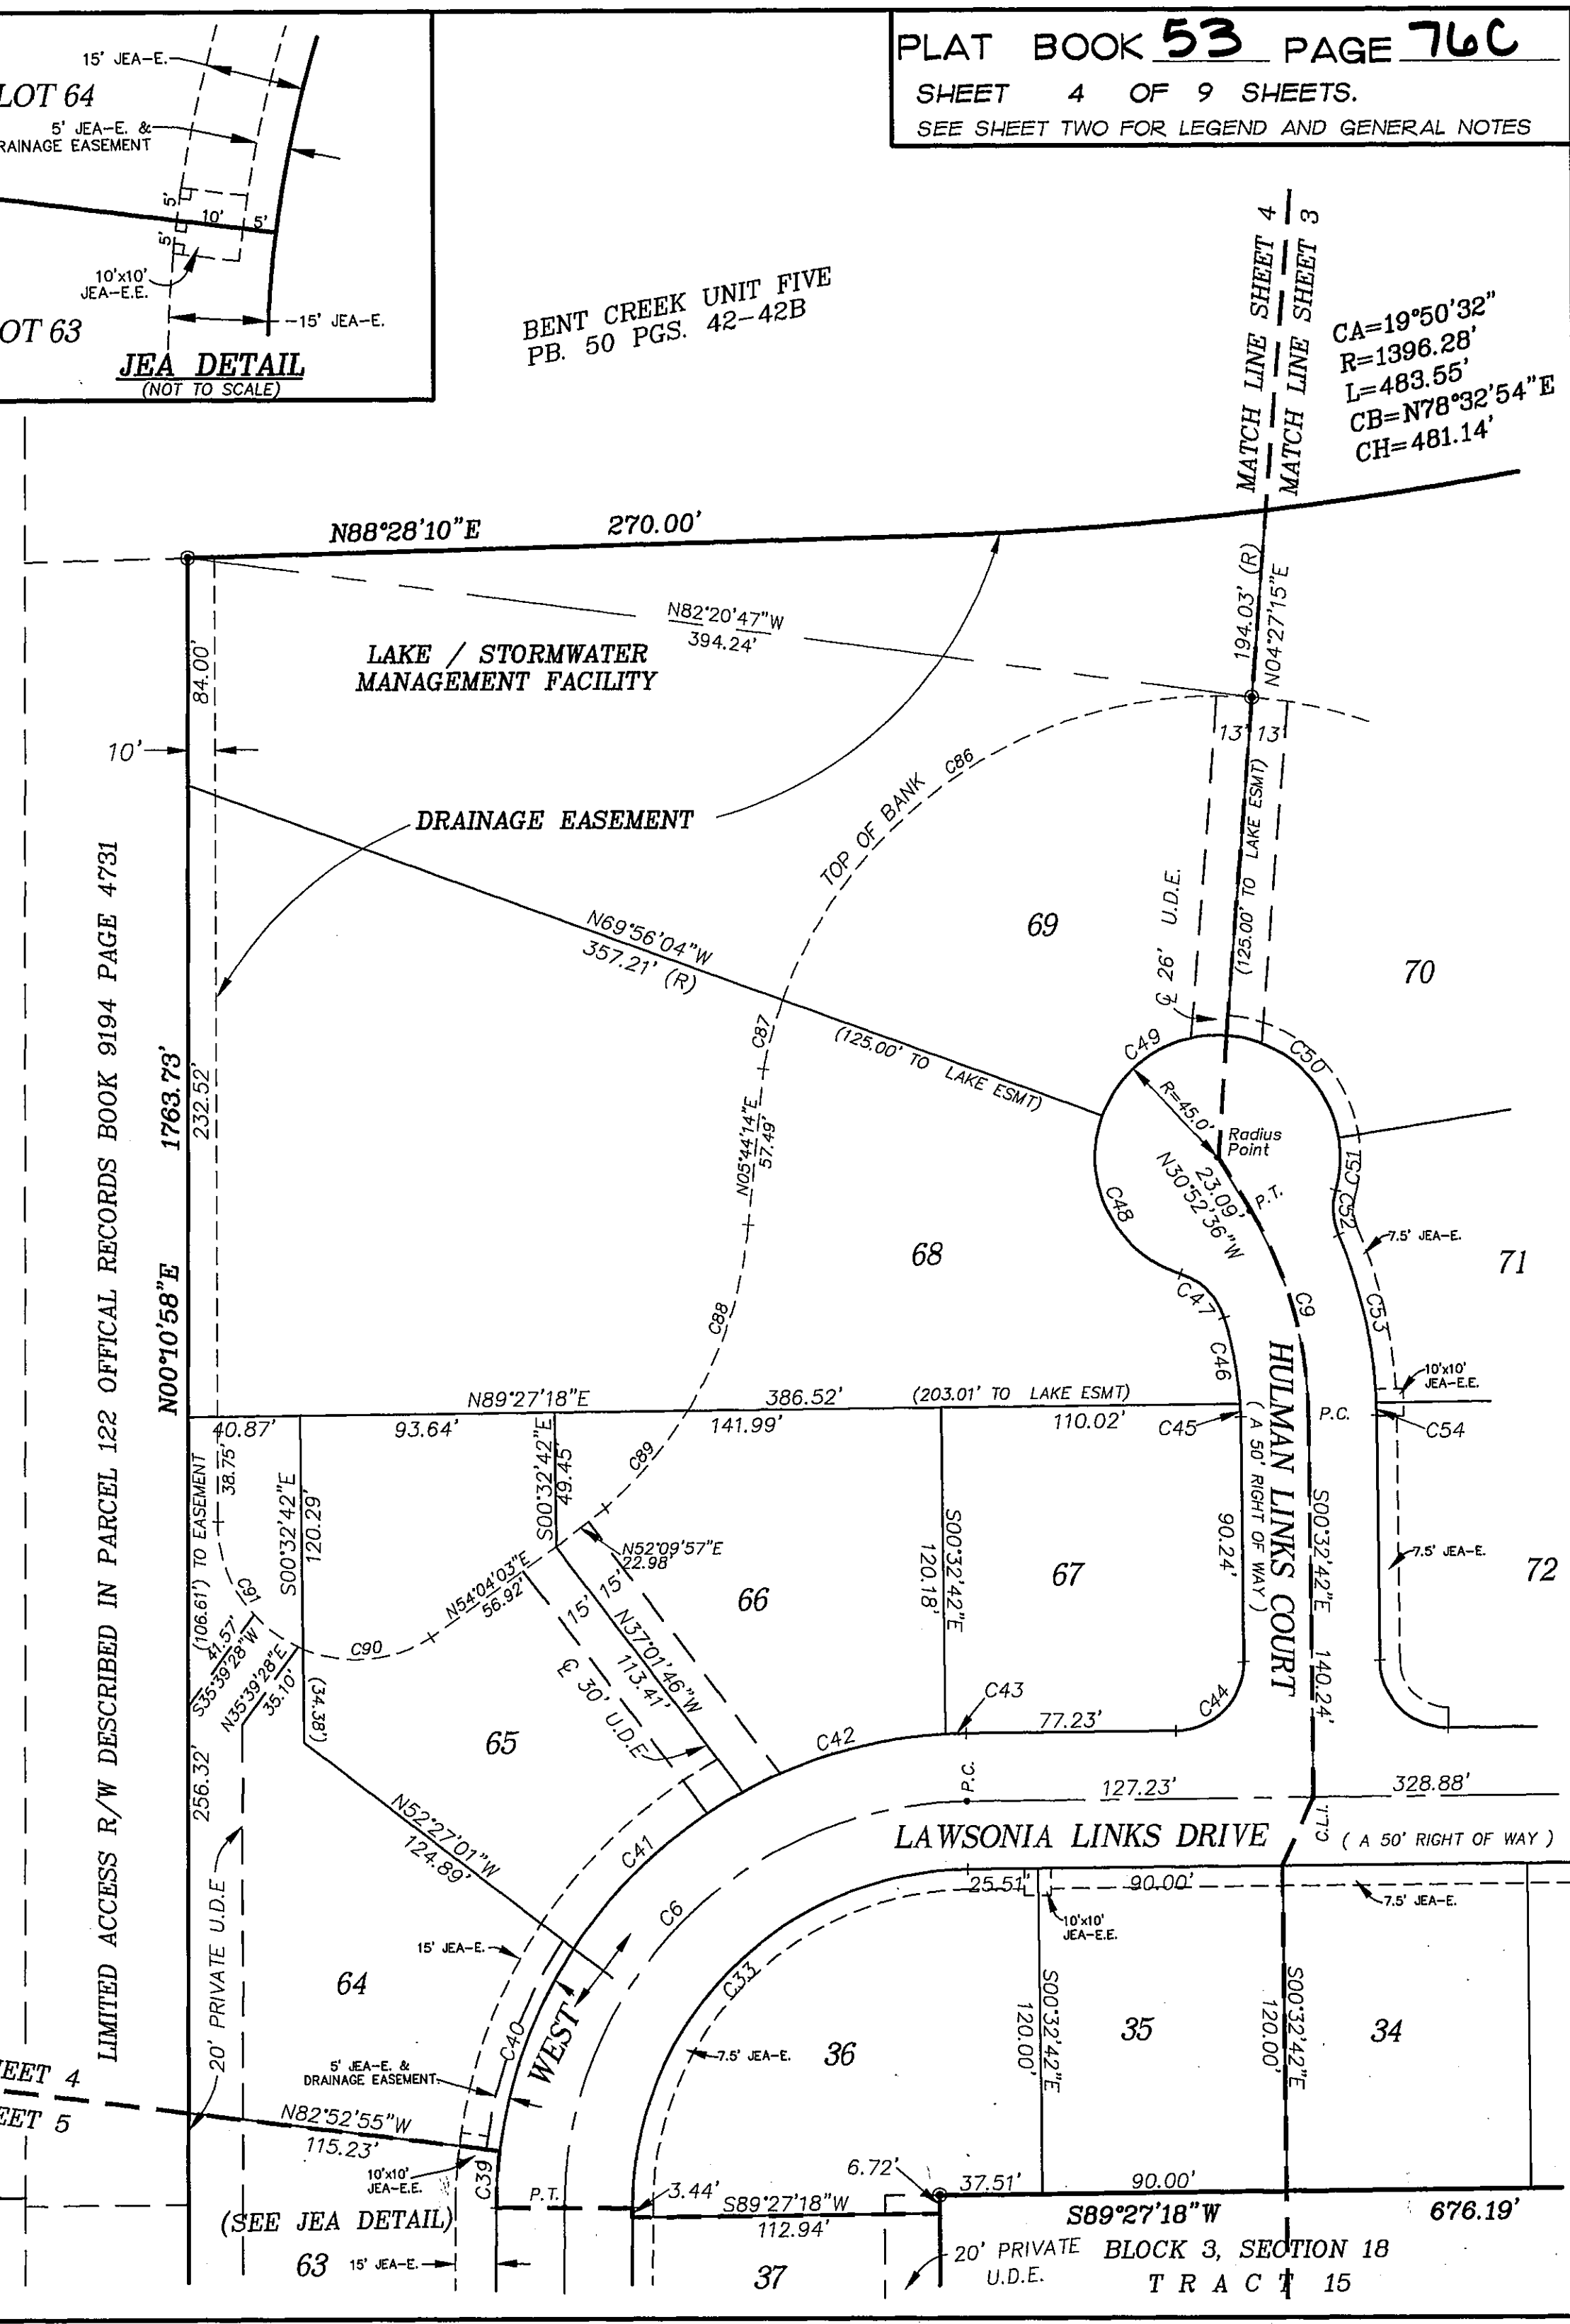 PLAT BOOK 53 PAGE 76C
SHEET 4 OF 9 SHEETS.
SEE SHEET TWO FOR LEGEND AND GENERAL NOTES
15' JEA-E.
LOT 64
5' JEA-E. &
RAINAGE EASEMENT
5'
10'
5'
5'
10'x10'
JEA-E.E.
15' JEA-E.
OT 63
JEA DETAIL
(NOT TO SCALE)
BENT CREEK UNIT FIVE
PB. 50 PGS. 42-42B
MATCH LINE SHEET 4
MATCH LINE SHEET 3
CA=19°50'32"
R=1396.28'
L=483.55'
CB=N78°32'54"E
CH=481.14'
N88°28'10"E 270.00'
194.03' (R)
N04°27'15"E
N82°20'47"W
394.24'
LAKE / STORMWATER
MANAGEMENT FACILITY
84.00'
10'
13' 13'
DRAINAGE EASEMENT
TOP OF BANK C86
(125.00' TO LAKE ESMT)
℄ 26' U.D.E.
69
70
N69°56'04"W
357.21' (R)
(125.00' TO LAKE ESMT)
C87
C49
C50
R=45.0'
Radius
Point
LIMITED ACCESS R/W DESCRIBED IN PARCEL 122 OFFICAL RECORDS BOOK 9194 PAGE 4731
N00°10'58"E 1763.73'
232.52'
N05°44'14"E
57.49'
C51
C52
23.09'
N30°52'36"W
P.T.
C48
7.5' JEA-E.
68
71
C47
C9
C53
C88
C46
10'x10'
JEA-E.E.
N89°27'18"E 386.52' (203.01' TO LAKE ESMT)
40.87' 93.64' 141.99' 110.02'
C45
P.C.
C54
HULMAN LINKS COURT
( A 50' RIGHT OF WAY )
C89
38.75'
(106.61') TO EASEMENT
S00°32'42"E
120.29'
S00°32'42"E
49.45'
N52°09'57"E
22.98'
N54°04'03"E
56.92'
15' 15'
S00°32'42"E
120.18'
90.24'
S00°32'42"E 140.24'
7.5' JEA-E.
66
67
72
C91
41.57'
S35°39'28"W
N35°39'28"E
35.10'
C90
(34.38')
N37°01'46"W
113.41'
℄ 30' U.D.E
C43
C44
77.23'
65
C42
256.32'
P.C.
127.23'
328.88'
C.L.I.
N52°27'01"W
124.89'
C41
LAWSONIA LINKS DRIVE
( A 50' RIGHT OF WAY )
25.51' 90.00'
7.5' JEA-E.
10'x10'
JEA-E.E.
C6
15' JEA-E.
20' PRIVATE U.D.E
C33
64
C40
WEST
S00°32'42"E
120.00'
S00°32'42"E
120.00'
35
34
36
7.5' JEA-E.
5' JEA-E. &
DRAINAGE EASEMENT
EET 4
EET 5
N82°52'55"W
115.23'
10'x10'
JEA-E.E.
C39
P.T.
3.44'
6.72'
37.51' 90.00'
S89°27'18"W
112.94'
S89°27'18"W 676.19'
(SEE JEA DETAIL)
63
15' JEA-E.
37
20' PRIVATE
U.D.E.
BLOCK 3, SECTION 18
TRACT 15